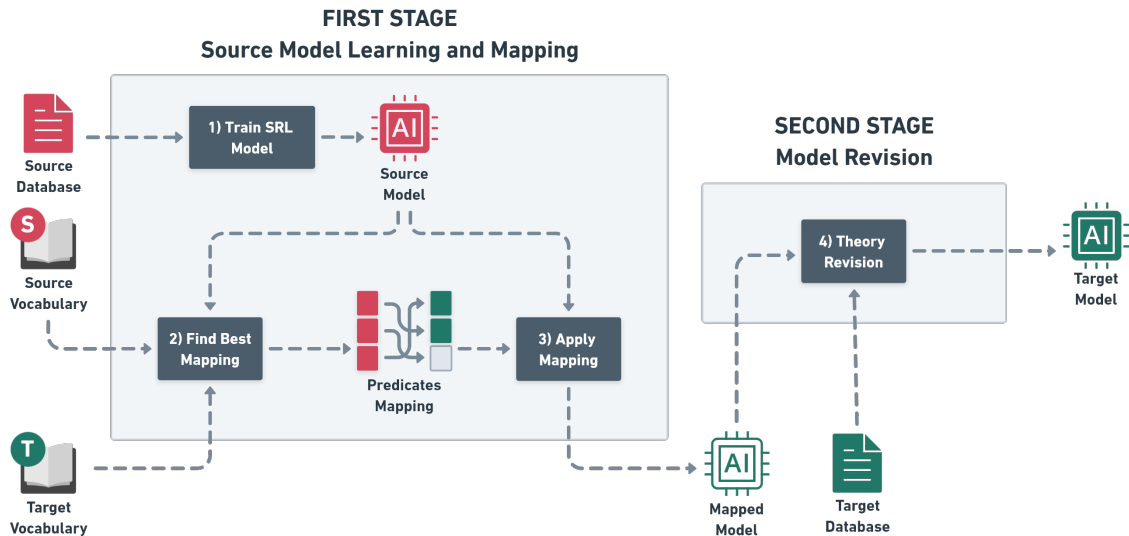 FIRST STAGE
Source Model Learning and Mapping
Source
Database
1) Train SRL
Model
AI
Source
Model
S
Source
Vocabulary
2) Find Best
Mapping
Predicates
Mapping
3) Apply
Mapping
T
Target
Vocabulary
SECOND STAGE
Model Revision
4) Theory
Revision
AI
Target
Model
AI
Mapped
Model
Target
Database